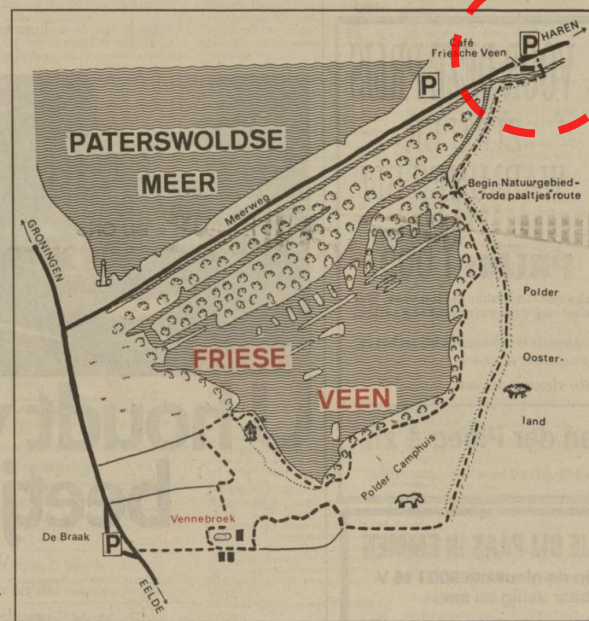 HAREN
Café
Friesche Veen
P
P
PATERSWOLDSE
MEER
Meerweg
Begin Natuurgebied-
"rode paaltjes" route
GRONINGEN
Polder
Ooster-
land
FRIESE
VEEN
Polder Camphuis
Vennebroek
De Braak
P
EELDE